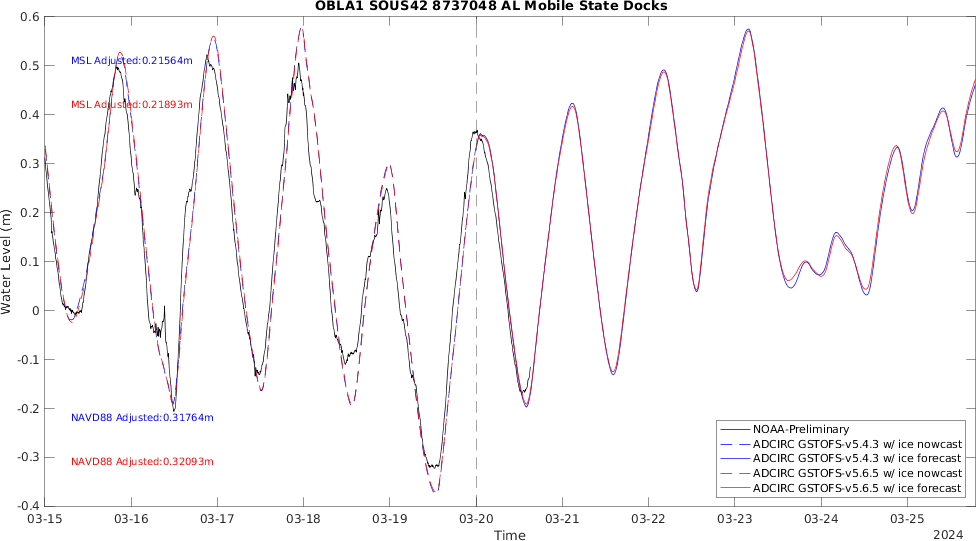 OBLA1 SOUS42 8737048 AL Mobile State Docks
0.6
0.5
0.4
0.3
0.2
0.1
0
-0.1
-0.2
-0.3
-0.4
Water Level (m)
MSL Adjusted:0.21564m
MSL Adjusted:0.21893m
NAVD88 Adjusted:0.31764m
NAVD88 Adjusted:0.32093m
NOAA-Preliminary
ADCIRC GSTOFS-v5.4.3 w/ ice nowcast
ADCIRC GSTOFS-v5.4.3 w/ ice forecast
ADCIRC GSTOFS-v5.6.5 w/ ice nowcast
ADCIRC GSTOFS-v5.6.5 w/ ice forecast
03-15 03-16 03-17 03-18 03-19 03-20 03-21 03-22 03-23 03-24 03-25
Time
2024